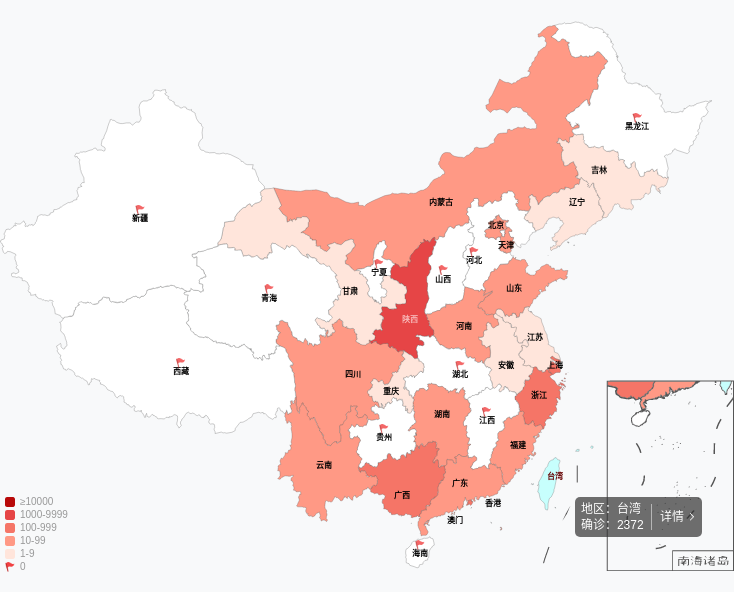 黑龙江
吉林
辽宁
内蒙古
新疆
北京
天津
河北
宁夏
山西
甘肃
青海
山东
陕西
河南
江苏
西藏
四川
湖北
安徽
上海
重庆
浙江
湖南
江西
贵州
福建
云南
台湾
广东
广西
香港
澳门
海南
地区：台湾
确诊：2372
详情
南海诸岛
≥10000
1000-9999
100-999
10-99
1-9
0